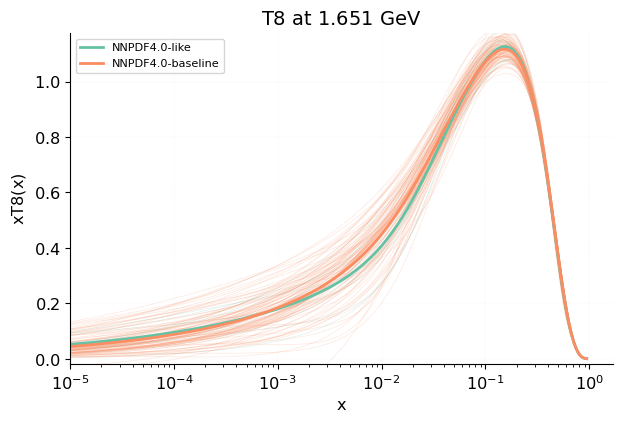 T8 at 1.651 GeV
NNPDF4.0-like
NNPDF4.0-baseline
xT8(x)
1.0
0.8
0.6
0.4
0.2
0.0
10⁻⁵ 10⁻⁴ 10⁻³ 10⁻² 10⁻¹ 10⁰
x